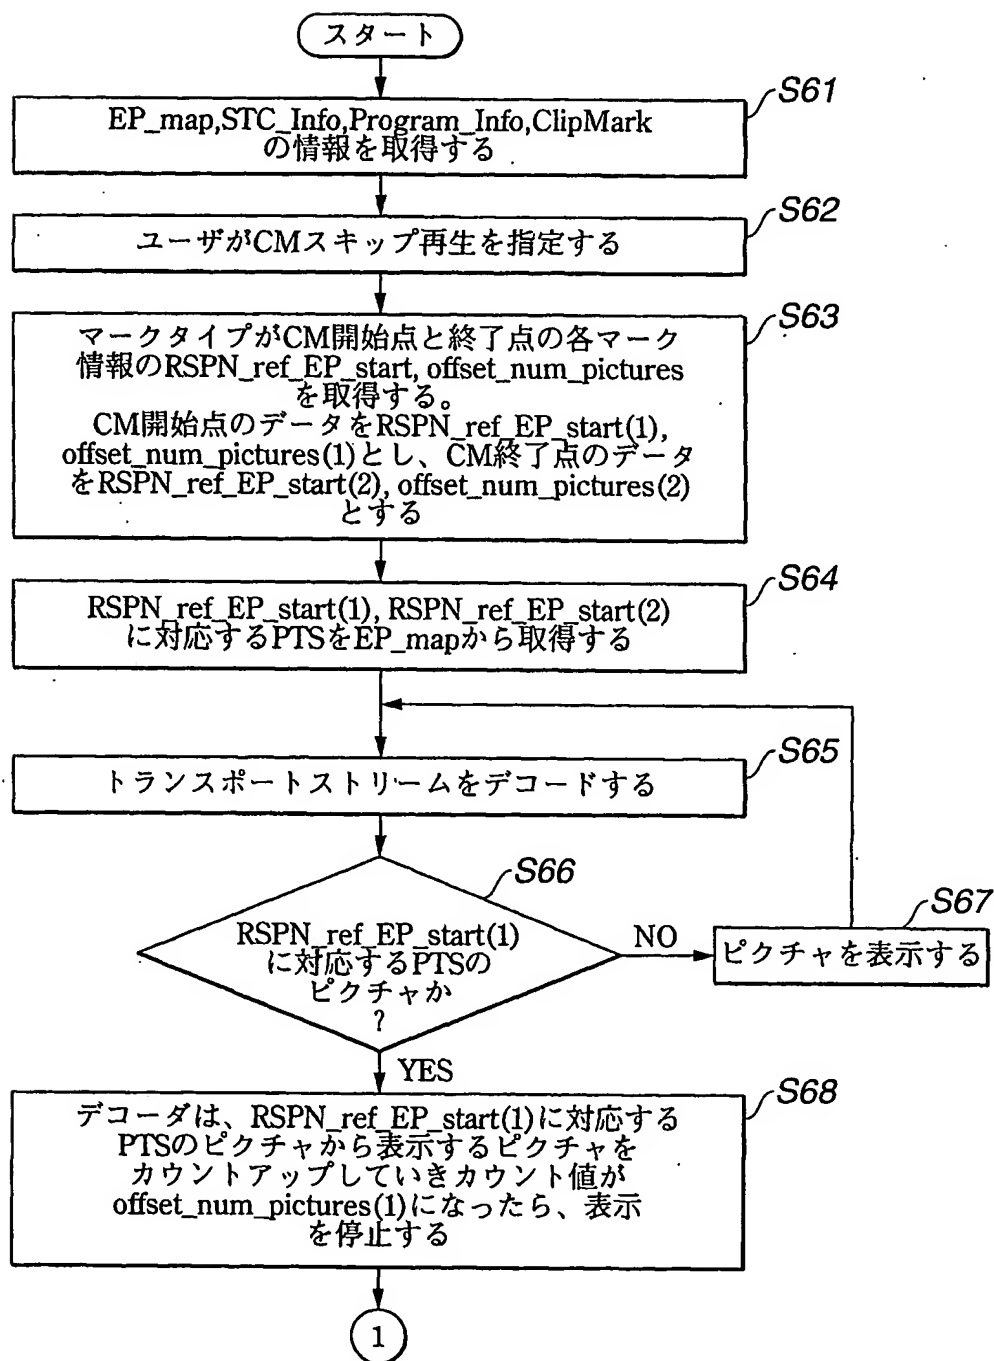 スタート
S61
EP_map,STC_Info,Program_Info,ClipMark
の情報を取得する
S62
ユーザがCMスキップ再生を指定する
S63
マークタイプがCM開始点と終了点の各マーク
情報のRSPN_ref_EP_start, offset_num_pictures
を取得する。
CM開始点のデータをRSPN_ref_EP_start(1),
offset_num_pictures(1)とし、CM終了点のデータ
をRSPN_ref_EP_start(2), offset_num_pictures(2)
とする
S64
RSPN_ref_EP_start(1), RSPN_ref_EP_start(2)
に対応するPTSをEP_mapから取得する
S65
トランスポートストリームをデコードする
S66
RSPN_ref_EP_start(1)
に対応するPTSの
ピクチャか
?
NO
S67
ピクチャを表示する
YES
S68
デコーダは、RSPN_ref_EP_start(1)に対応する
PTSのピクチャから表示するピクチャを
カウントアップしていきカウント値が
offset_num_pictures(1)になったら、表示
を停止する
1